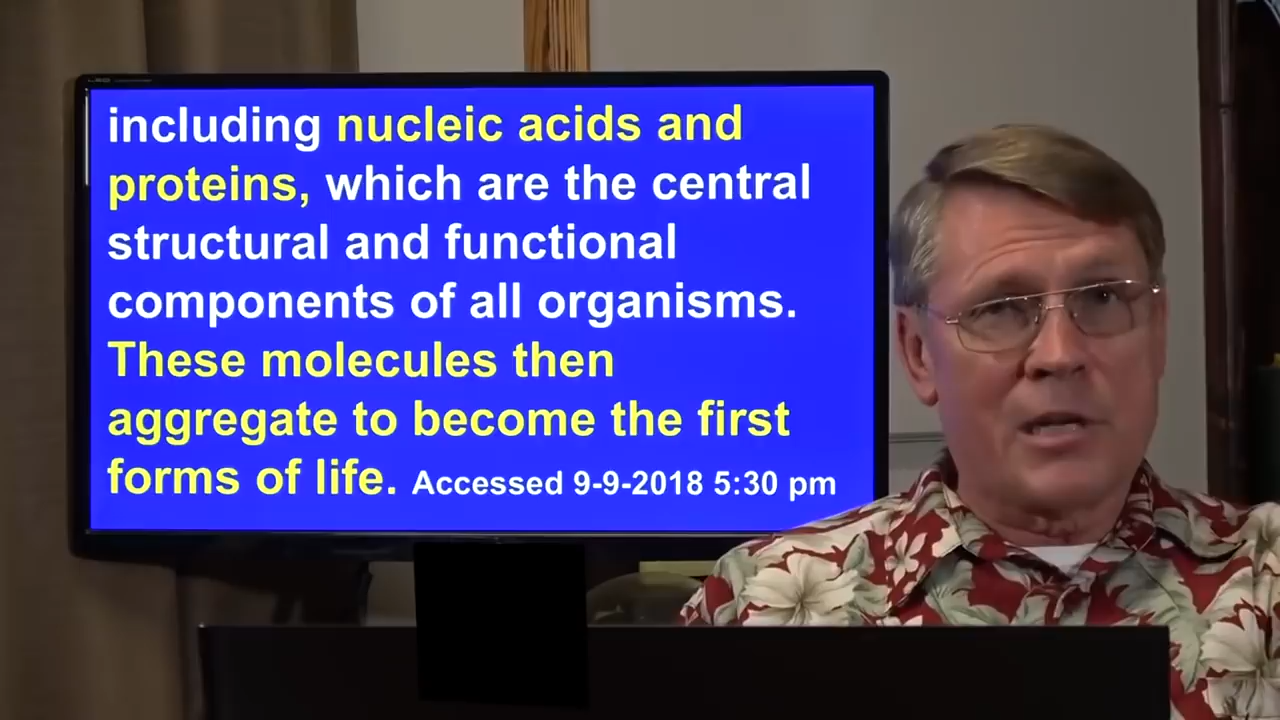 including nucleic acids and
proteins, which are the central
structural and functional
components of all organisms.
These molecules then
aggregate to become the first
forms of life. Accessed 9-9-2018 5:30 pm